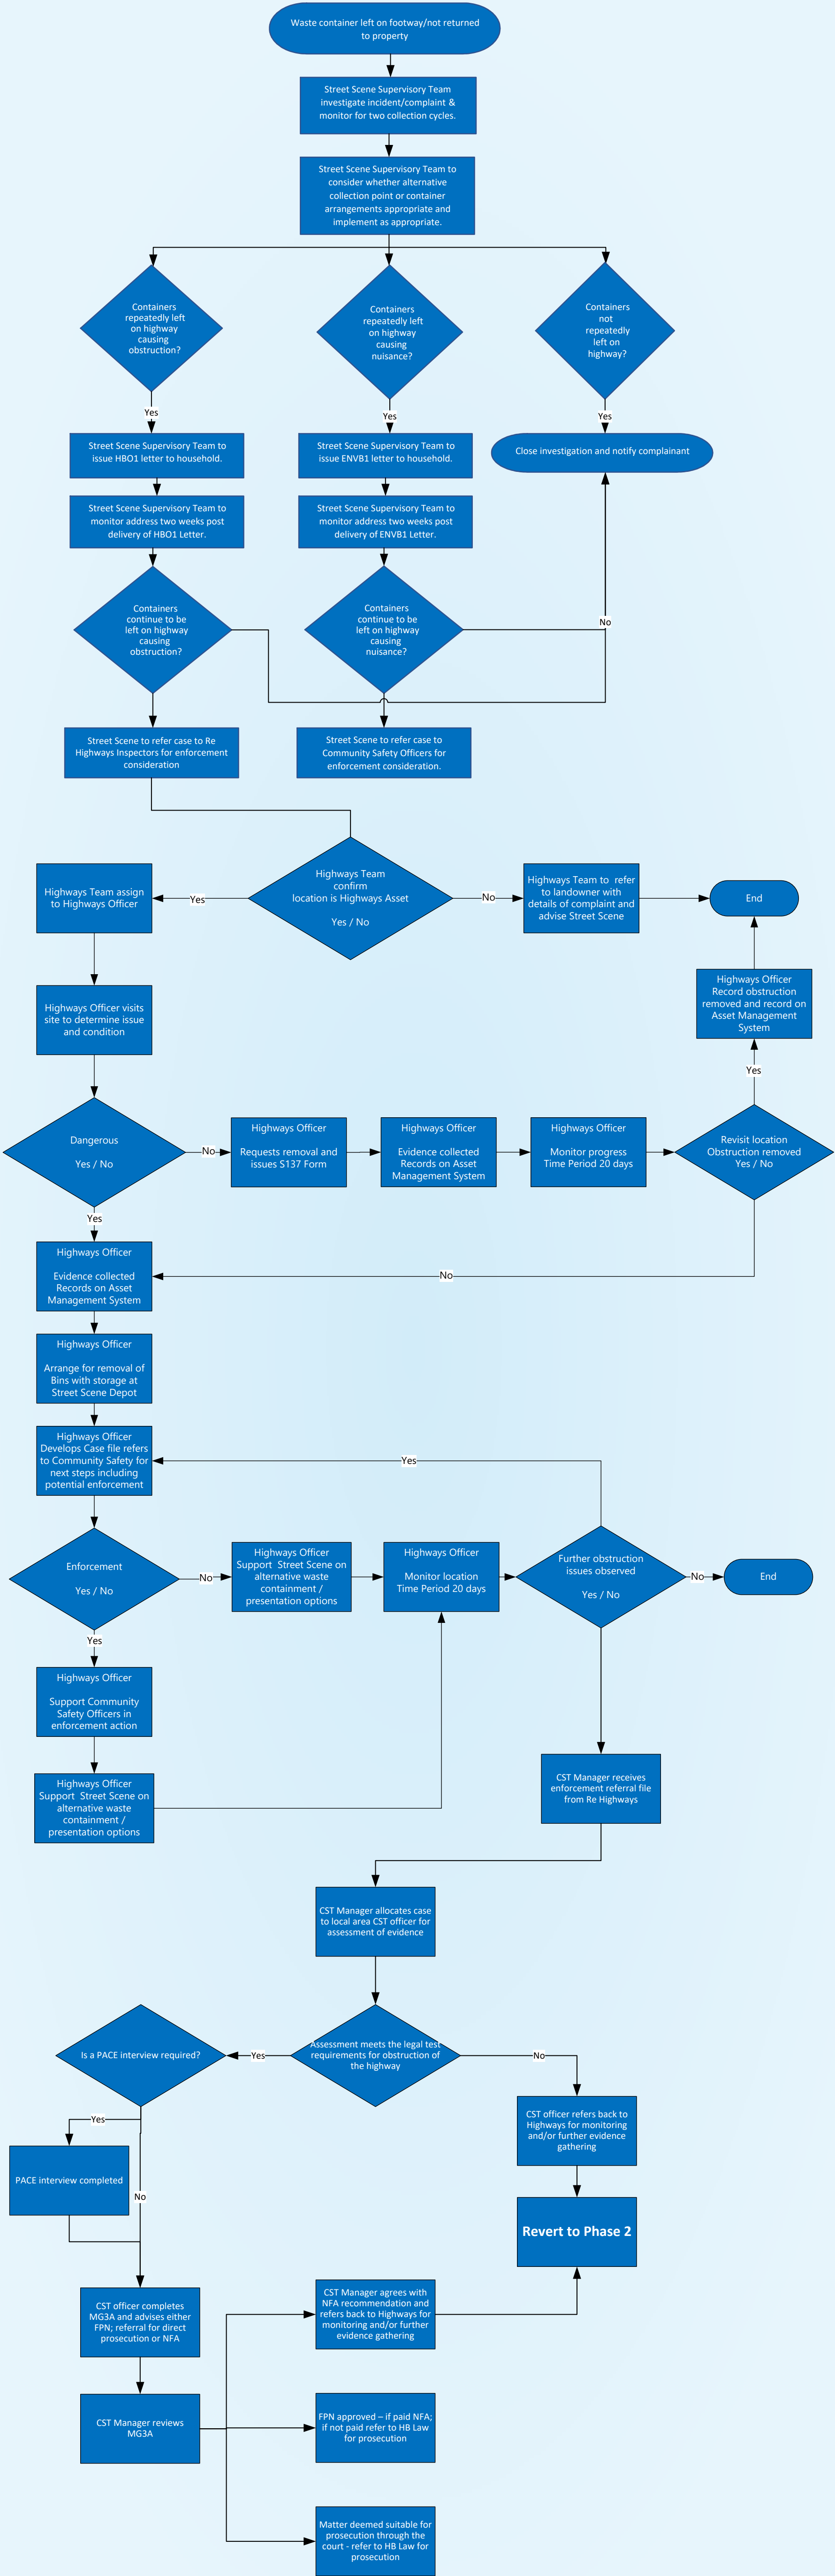 Waste container left on footway/not returned
to property
Street Scene Supervisory Team
investigate incident/complaint &
monitor for two collection cycles.
Street Scene Supervisory Team to
consider whether alternative
collection point or container
arrangements appropriate and
implement as appropriate.
Containers
repeatedly left
on highway
causing
obstruction?
Containers
repeatedly left
on highway
causing
nuisance?
Containers
not
repeatedly
left on
highway?
Yes
Yes
Yes
Street Scene Supervisory Team to
issue HBO1 letter to household.
Street Scene Supervisory Team to
issue ENVB1 letter to household.
Close investigation and notify complainant
Street Scene Supervisory Team to
monitor address two weeks post
delivery of HBO1 Letter.
Street Scene Supervisory Team to
monitor address two weeks post
delivery of ENVB1 Letter.
Containers
continue to be
left on highway
causing
obstruction?
Containers
continue to be
left on highway
causing
nuisance?
No
Street Scene to refer case to Re
Highways Inspectors for enforcement
consideration
Street Scene to refer case to
Community Safety Officers for
enforcement consideration.
Highways Team
confirm
location is Highways Asset
Yes / No
Yes
No
Highways Team assign
to Highways Officer
Highways Team to  refer
to landowner with
details of complaint and
advise Street Scene
End
Highways Officer visits
site to determine issue
and condition
Highways Officer
Record obstruction
removed and record on
Asset Management
System
Yes
Dangerous
Yes / No
No
Highways Officer
Requests removal and
issues S137 Form
Highways Officer
Evidence collected
Records on Asset
Management System
Highways Officer
Monitor progress
Time Period 20 days
Revisit location
Obstruction removed
Yes / No
Yes
Highways Officer
Evidence collected
Records on Asset
Management System
No
Highways Officer
Arrange for removal of
Bins with storage at
Street Scene Depot
Highways Officer
Develops Case file refers
to Community Safety for
next steps including
potential enforcement
Yes
Enforcement
Yes / No
No
Highways Officer
Support  Street Scene on
alternative waste
containment /
presentation options
Highways Officer
Monitor location
Time Period 20 days
Further obstruction
issues observed
Yes / No
No
End
Yes
Highways Officer
Support Community
Safety Officers in
enforcement action
Highways Officer
Support  Street Scene on
alternative waste
containment /
presentation options
CST Manager receives
enforcement referral file
from Re Highways
CST Manager allocates case
to local area CST officer for
assessment of evidence
Is a PACE interview required?
Yes
Assessment meets the legal test
requirements for obstruction of
the highway
No
Yes
PACE interview completed
No
CST officer refers back to
Highways for monitoring
and/or further evidence
gathering
Revert to Phase 2
CST officer completes
MG3A and advises either
FPN; referral for direct
prosecution or NFA
CST Manager agrees with
NFA recommendation and
refers back to Highways for
monitoring and/or further
evidence gathering
CST Manager reviews
MG3A
FPN approved – if paid NFA;
if not paid refer to HB Law
for prosecution
Matter deemed suitable for
prosecution through the
court - refer to HB Law for
prosecution